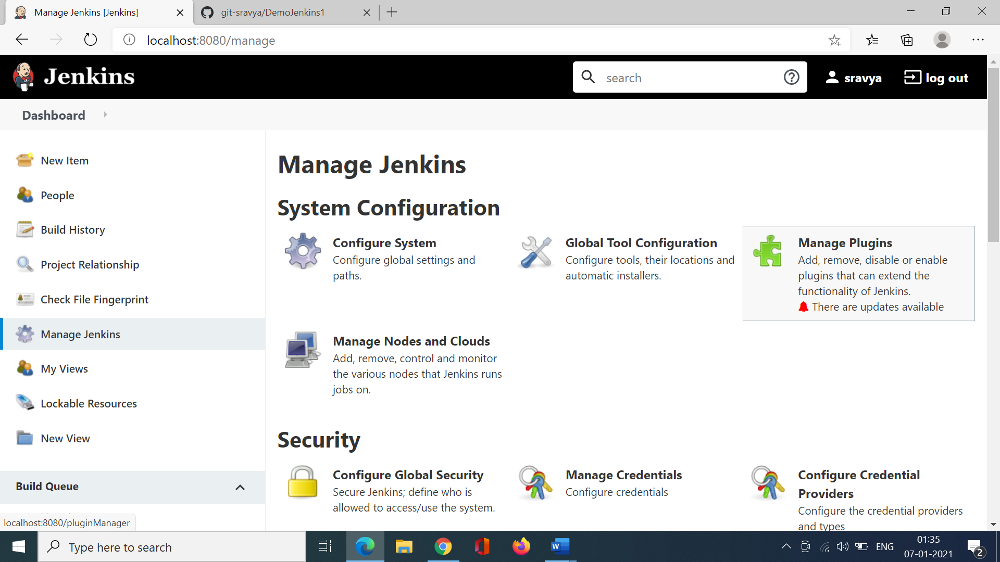 Manage Jenkins [Jenkins]
git-sravya/DemoJenkins1
localhost:8080/manage
Jenkins
search
sravya
log out
Dashboard
New Item
People
Build History
Project Relationship
Check File Fingerprint
Manage Jenkins
My Views
Lockable Resources
New View
Build Queue
localhost:8080/pluginManager
Manage Jenkins
System Configuration
Configure System
Configure global settings and
paths.
Global Tool Configuration
Configure tools, their locations and
automatic installers.
Manage Plugins
Add, remove, disable or enable
plugins that can extend the
functionality of Jenkins.
There are updates available
Manage Nodes and Clouds
Add, remove, control and monitor
the various nodes that Jenkins runs
jobs on.
Security
Configure Global Security
Secure Jenkins; define who is
allowed to access/use the system.
Manage Credentials
Configure credentials
Configure Credential
Providers
Configure the credential providers
and types
Type here to search
W
ENG
01:35
07-01-2021
2